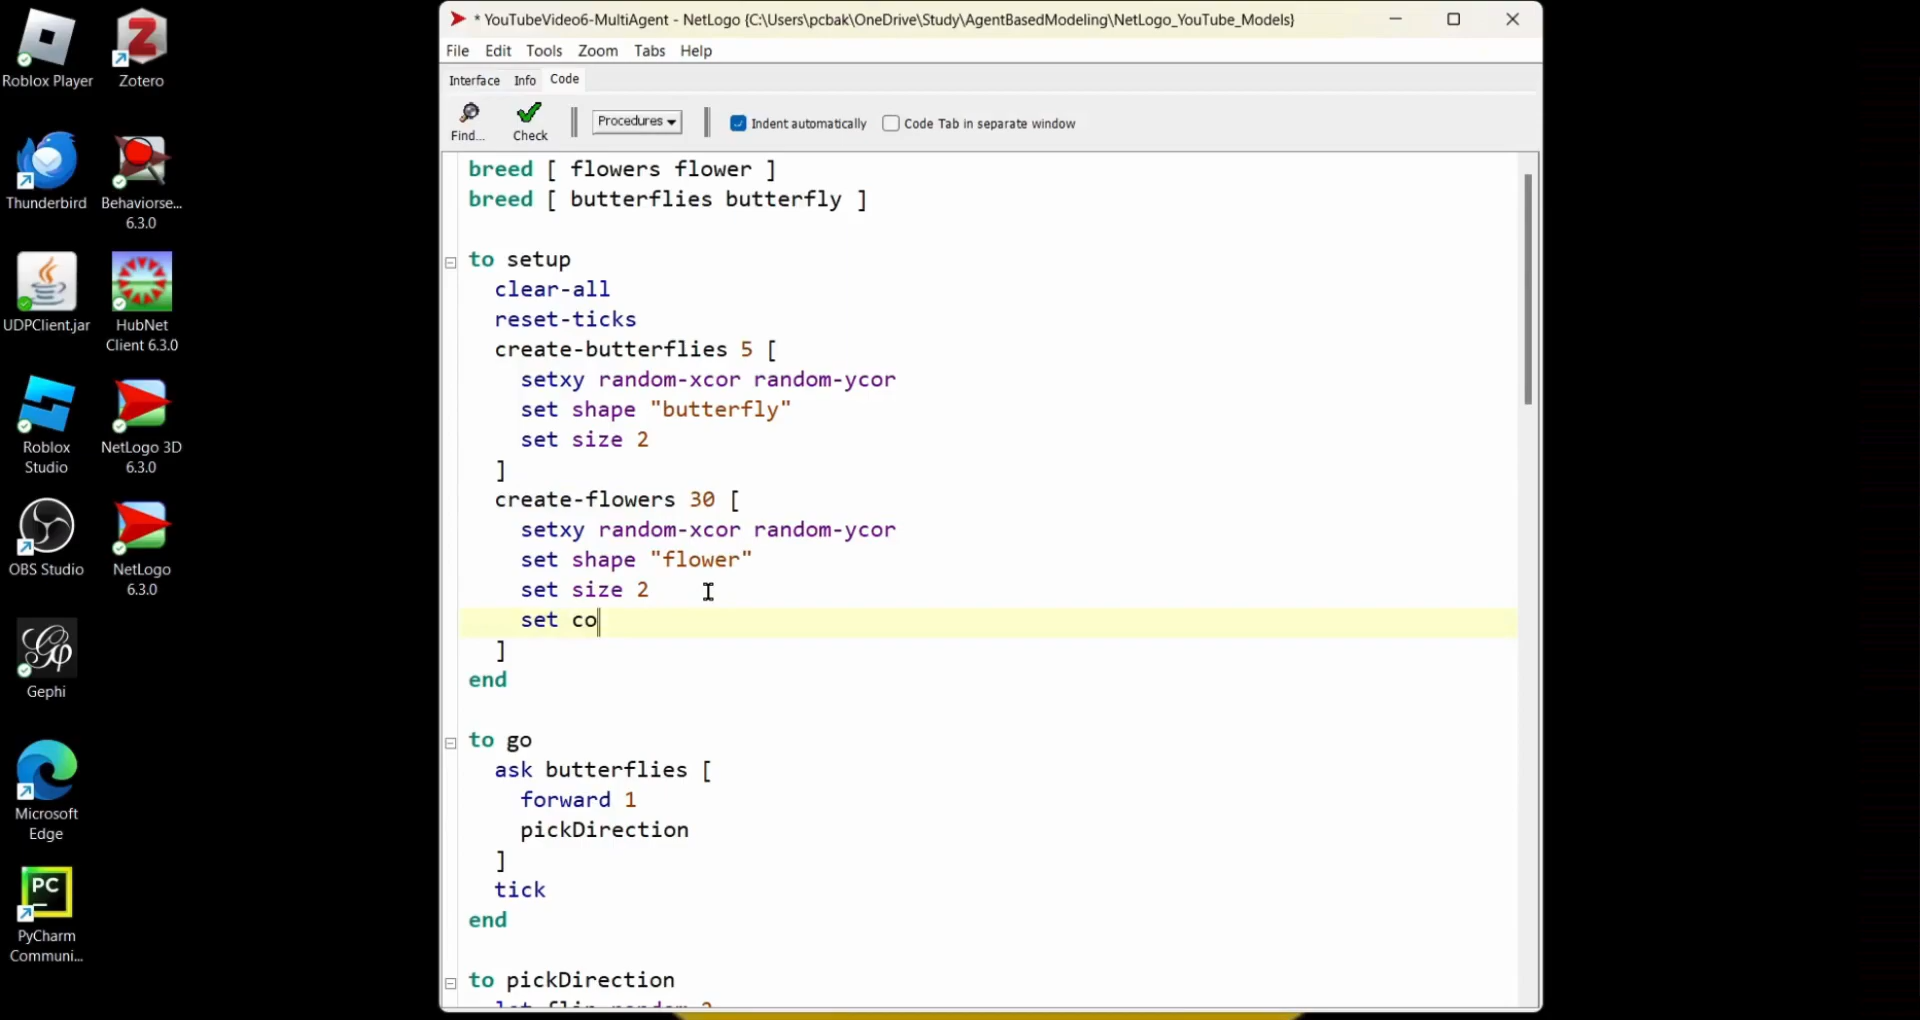 Roblox Player
Zotero
Thunderbird
Behaviorse...
6.3.0
UDPClient.jar
HubNet
Client 6.3.0
Roblox
Studio
NetLogo 3D
6.3.0
OBS Studio
NetLogo
6.3.0
Gephi
Microsoft
Edge
PC
PyCharm
Communi...
* YouTubeVideo6-MultiAgent - NetLogo {C:\Users\pcbak\OneDrive\Study\AgentBasedModeling\NetLogo_YouTube_Models}
File Edit Tools Zoom Tabs Help
Interface Info Code
Find... Check Procedures Indent automatically Code Tab in separate window
breed [ flowers flower ]
breed [ butterflies butterfly ]
to setup
clear-all
reset-ticks
create-butterflies 5 [
setxy random-xcor random-ycor
set shape "butterfly"
set size 2
]
create-flowers 30 [
setxy random-xcor random-ycor
set shape "flower"
set size 2
set co
]
end
to go
ask butterflies [
forward 1
pickDirection
]
tick
end
to pickDirection
let flip random 2